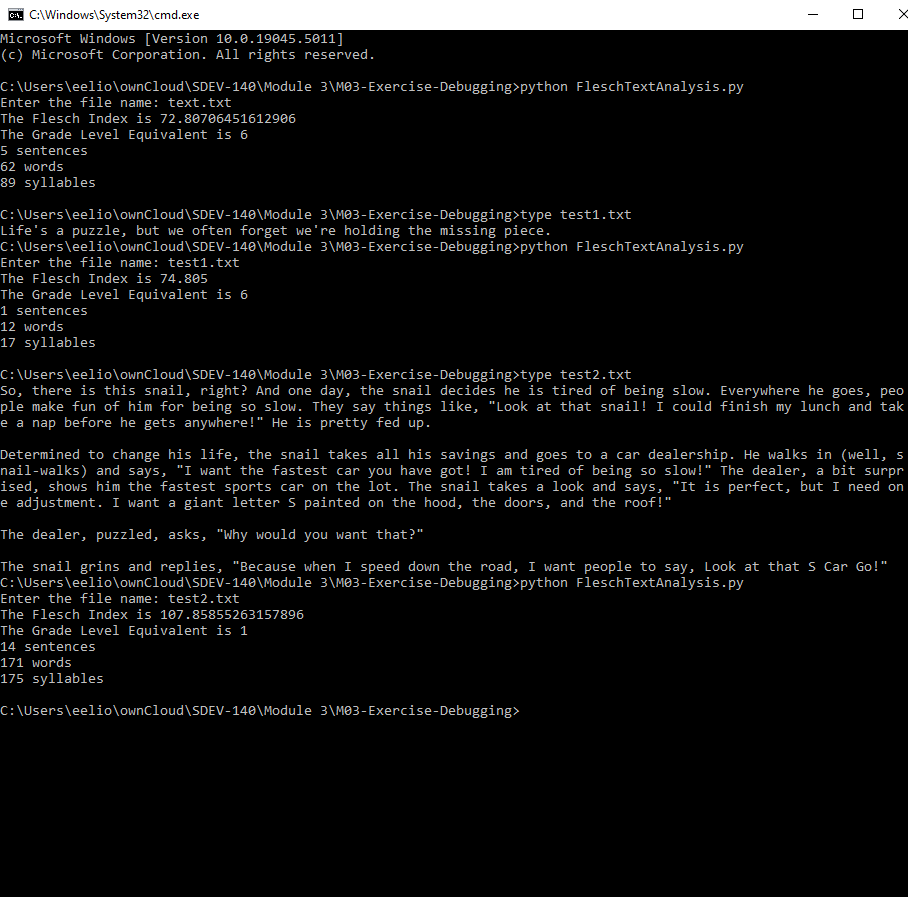 C:\Windows\System32\cmd.exe
Microsoft Windows [Version 10.0.19045.5011]
(c) Microsoft Corporation. All rights reserved.
C:\Users\eelio\ownCloud\SDEV-140\Module 3\M03-Exercise-Debugging>python FleschTextAnalysis.py
Enter the file name: text.txt
The Flesch Index is 72.80706451612906
The Grade Level Equivalent is 6
5 sentences
62 words
89 syllables
C:\Users\eelio\ownCloud\SDEV-140\Module 3\M03-Exercise-Debugging>type test1.txt
Life's a puzzle, but we often forget we're holding the missing piece.
C:\Users\eelio\ownCloud\SDEV-140\Module 3\M03-Exercise-Debugging>python FleschTextAnalysis.py
Enter the file name: test1.txt
The Flesch Index is 74.805
The Grade Level Equivalent is 6
1 sentences
12 words
17 syllables
C:\Users\eelio\ownCloud\SDEV-140\Module 3\M03-Exercise-Debugging>type test2.txt
So, there is this snail, right? And one day, the snail decides he is tired of being slow. Everywhere he goes, peo
ple make fun of him for being so slow. They say things like, "Look at that snail! I could finish my lunch and tak
e a nap before he gets anywhere!" He is pretty fed up.
Determined to change his life, the snail takes all his savings and goes to a car dealership. He walks in (well, s
nail-walks) and says, "I want the fastest car you have got! I am tired of being so slow!" The dealer, a bit surpr
ised, shows him the fastest sports car on the lot. The snail takes a look and says, "It is perfect, but I need on
e adjustment. I want a giant letter S painted on the hood, the doors, and the roof!"
The dealer, puzzled, asks, "Why would you want that?"
The snail grins and replies, "Because when I speed down the road, I want people to say, Look at that S Car Go!"
C:\Users\eelio\ownCloud\SDEV-140\Module 3\M03-Exercise-Debugging>python FleschTextAnalysis.py
Enter the file name: test2.txt
The Flesch Index is 107.85855263157896
The Grade Level Equivalent is 1
14 sentences
171 words
175 syllables
C:\Users\eelio\ownCloud\SDEV-140\Module 3\M03-Exercise-Debugging>